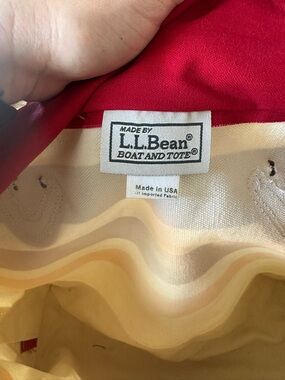 MADE BY
L.L.Bean®
BOAT AND TOTE®
Made in USA
of Imported Fabric